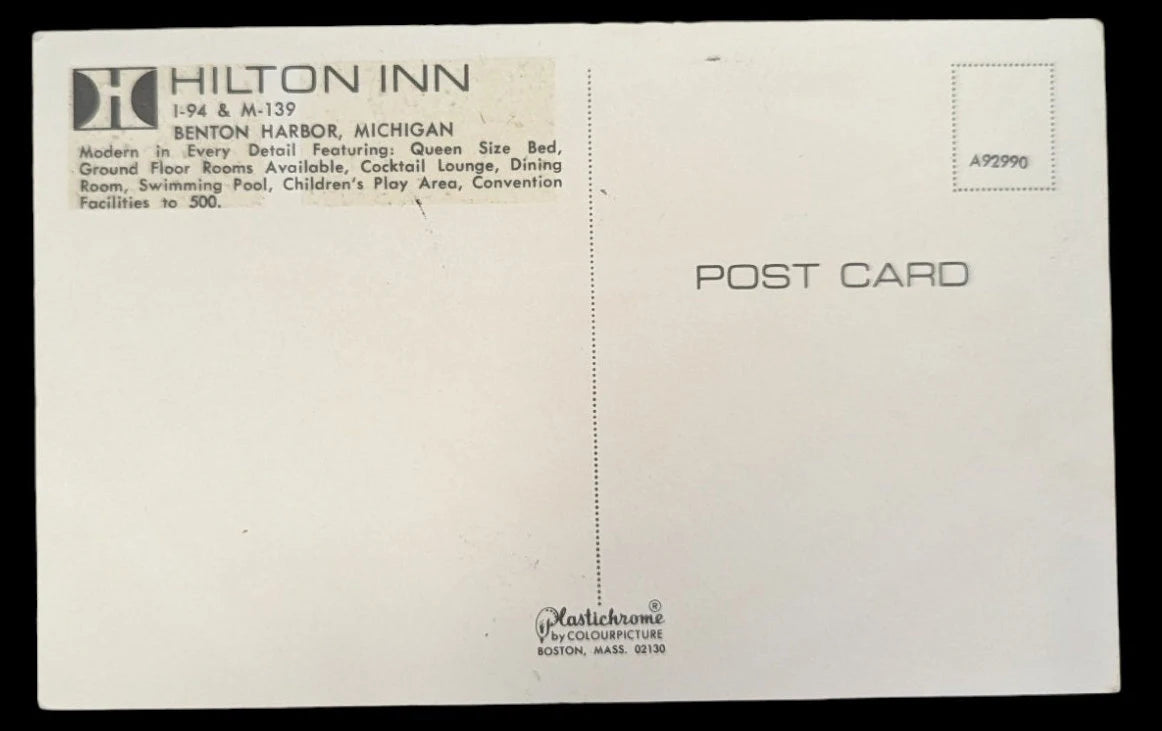 H HILTON INN
I-94 & M-139
BENTON HARBOR, MICHIGAN
Modern in Every Detail Featuring: Queen Size Bed,
Ground Floor Rooms Available, Cocktail Lounge, Dining
Room, Swimming Pool, Children's Play Area, Convention
Facilities to 500.
A92990
POST CARD
Plastichrome®
by COLOURPICTURE
BOSTON, MASS. 02130